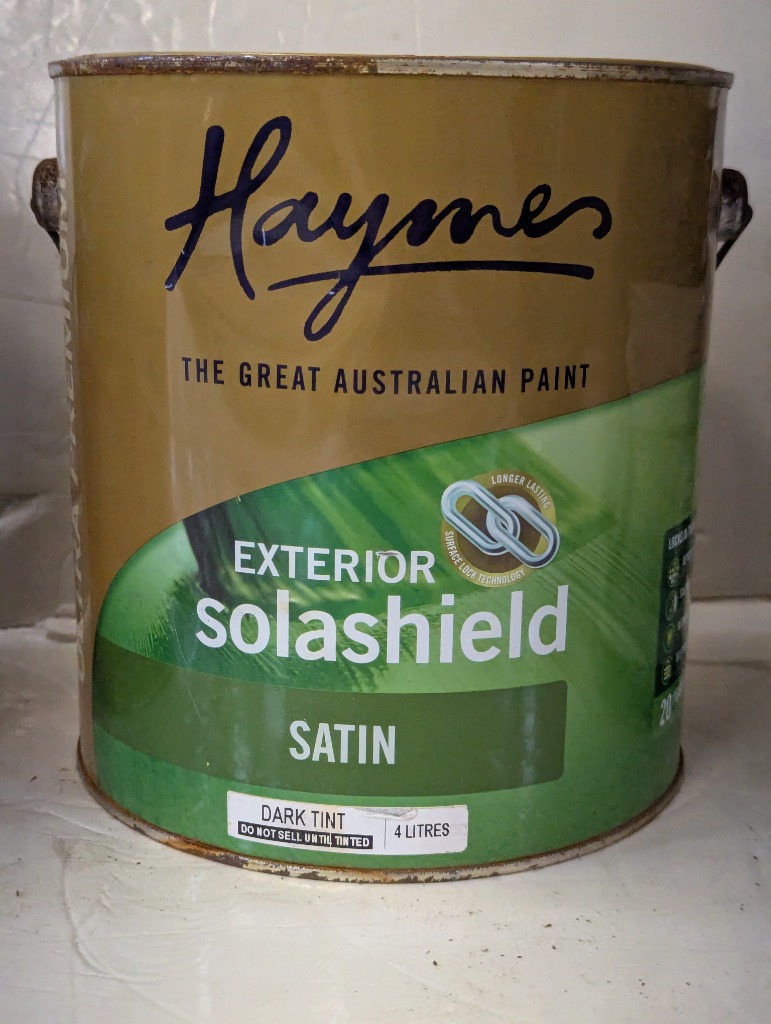 Haymes
THE GREAT AUSTRALIAN PAINT
LONGER LASTING
SURFACE LOCK TECHNOLOGY
EXTERIOR
solashield
SATIN
DARK TINT
DO NOT SELL UNTIL TINTED
4 LITRES
20